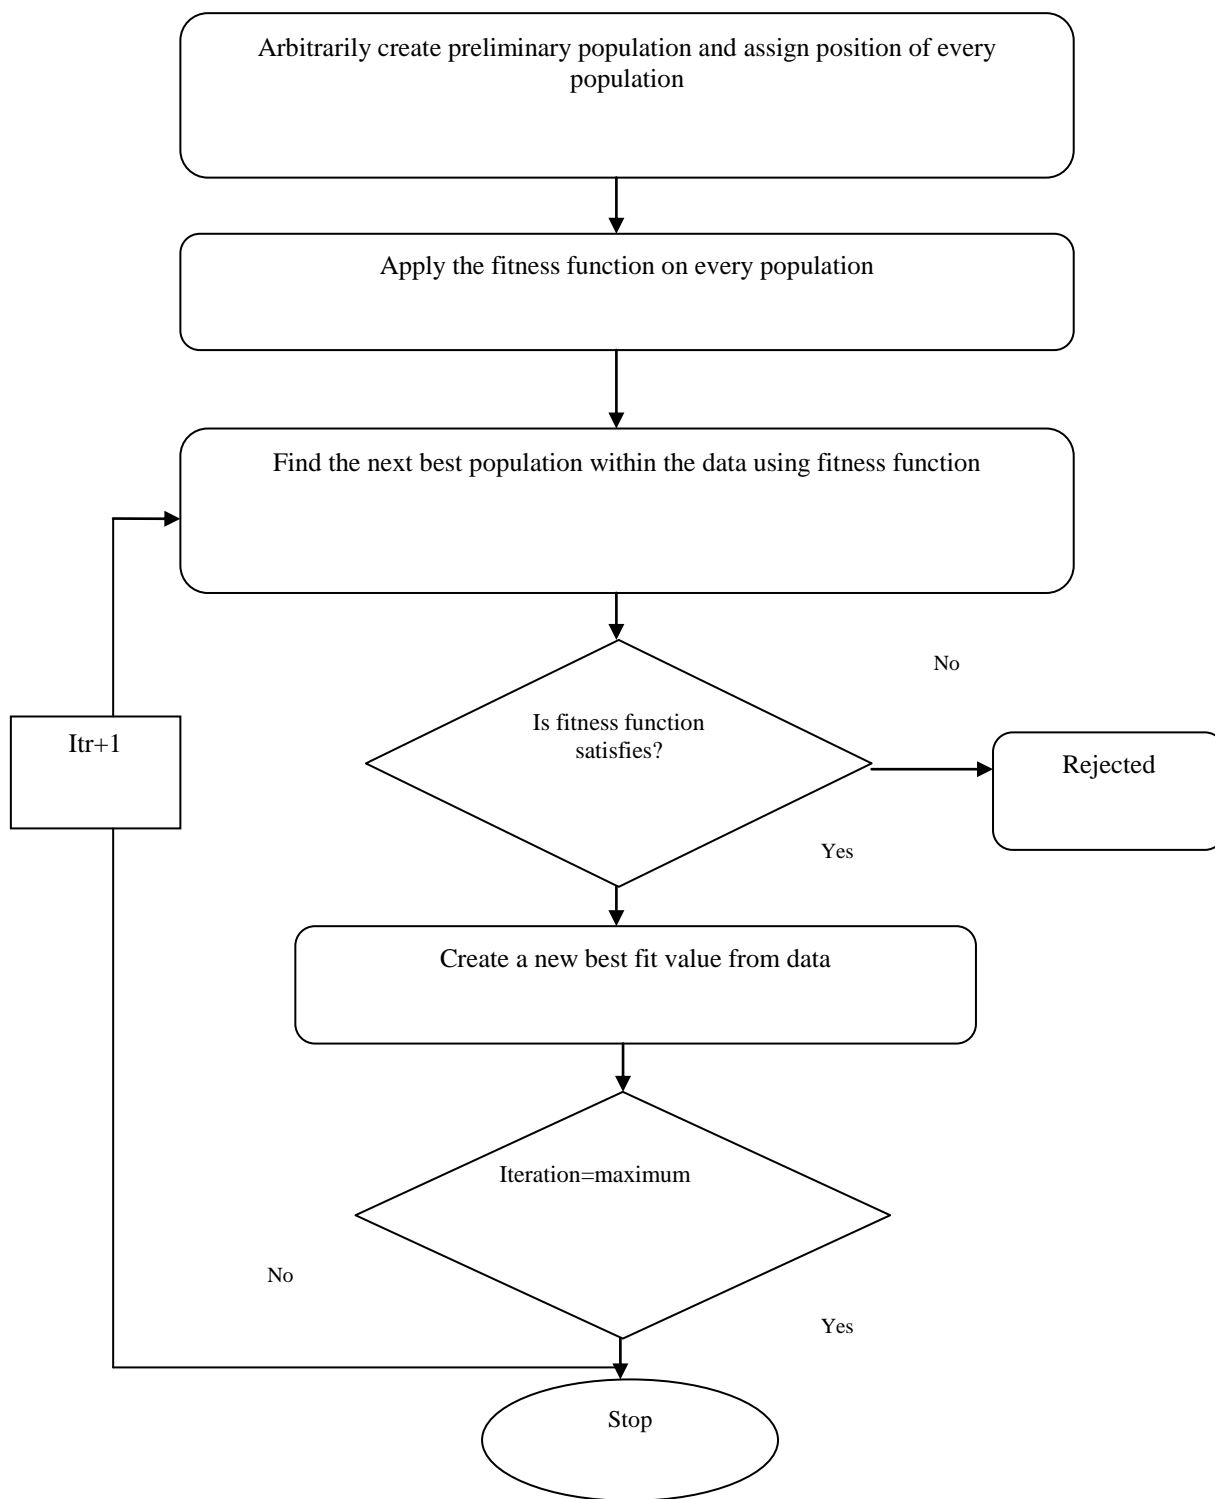 Arbitrarily create preliminary population and assign position of every
population
Apply the fitness function on every population
Find the next best population within the data using fitness function
No
Is fitness function
satisfies?
Itr+1
Rejected
Yes
Create a new best fit value from data
Iteration=maximum
No
Yes
Stop